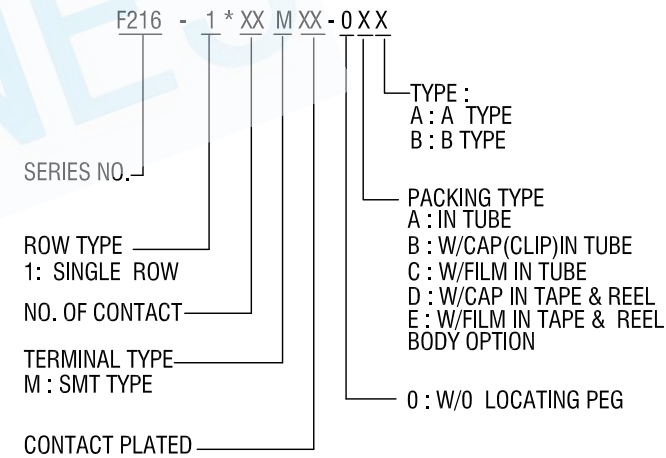 F216 - 1 * XX M XX - 0 X X
TYPE :
A : A TYPE
B : B TYPE
SERIES NO.
PACKING TYPE
A : IN TUBE
B : W/CAP(CLIP)IN TUBE
C : W/FILM IN TUBE
D : W/CAP IN TAPE & REEL
E : W/FILM IN TAPE & REEL
BODY OPTION
ROW TYPE
1: SINGLE ROW
NO. OF CONTACT
TERMINAL TYPE
M : SMT TYPE
0 : W/0 LOCATING PEG
CONTACT PLATED